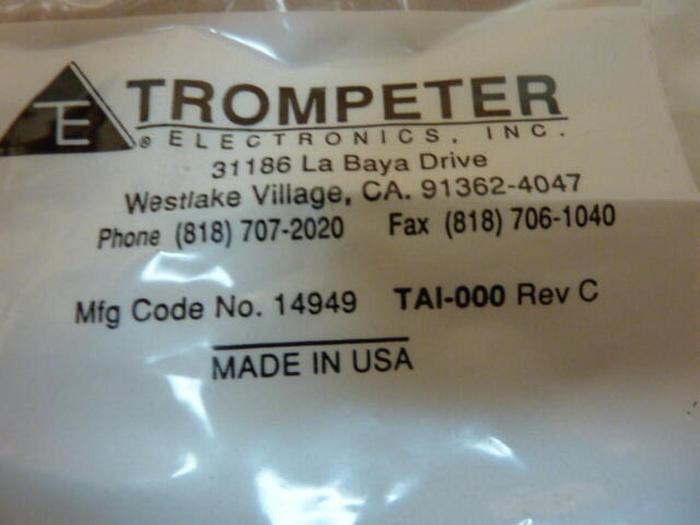 TE TROMPETER
® ELECTRONICS, INC.
31186 La Baya Drive
Westlake Village, CA. 91362-4047
Phone (818) 707-2020 Fax (818) 706-1040
Mfg Code No. 14949 TAI-000 Rev C
MADE IN USA